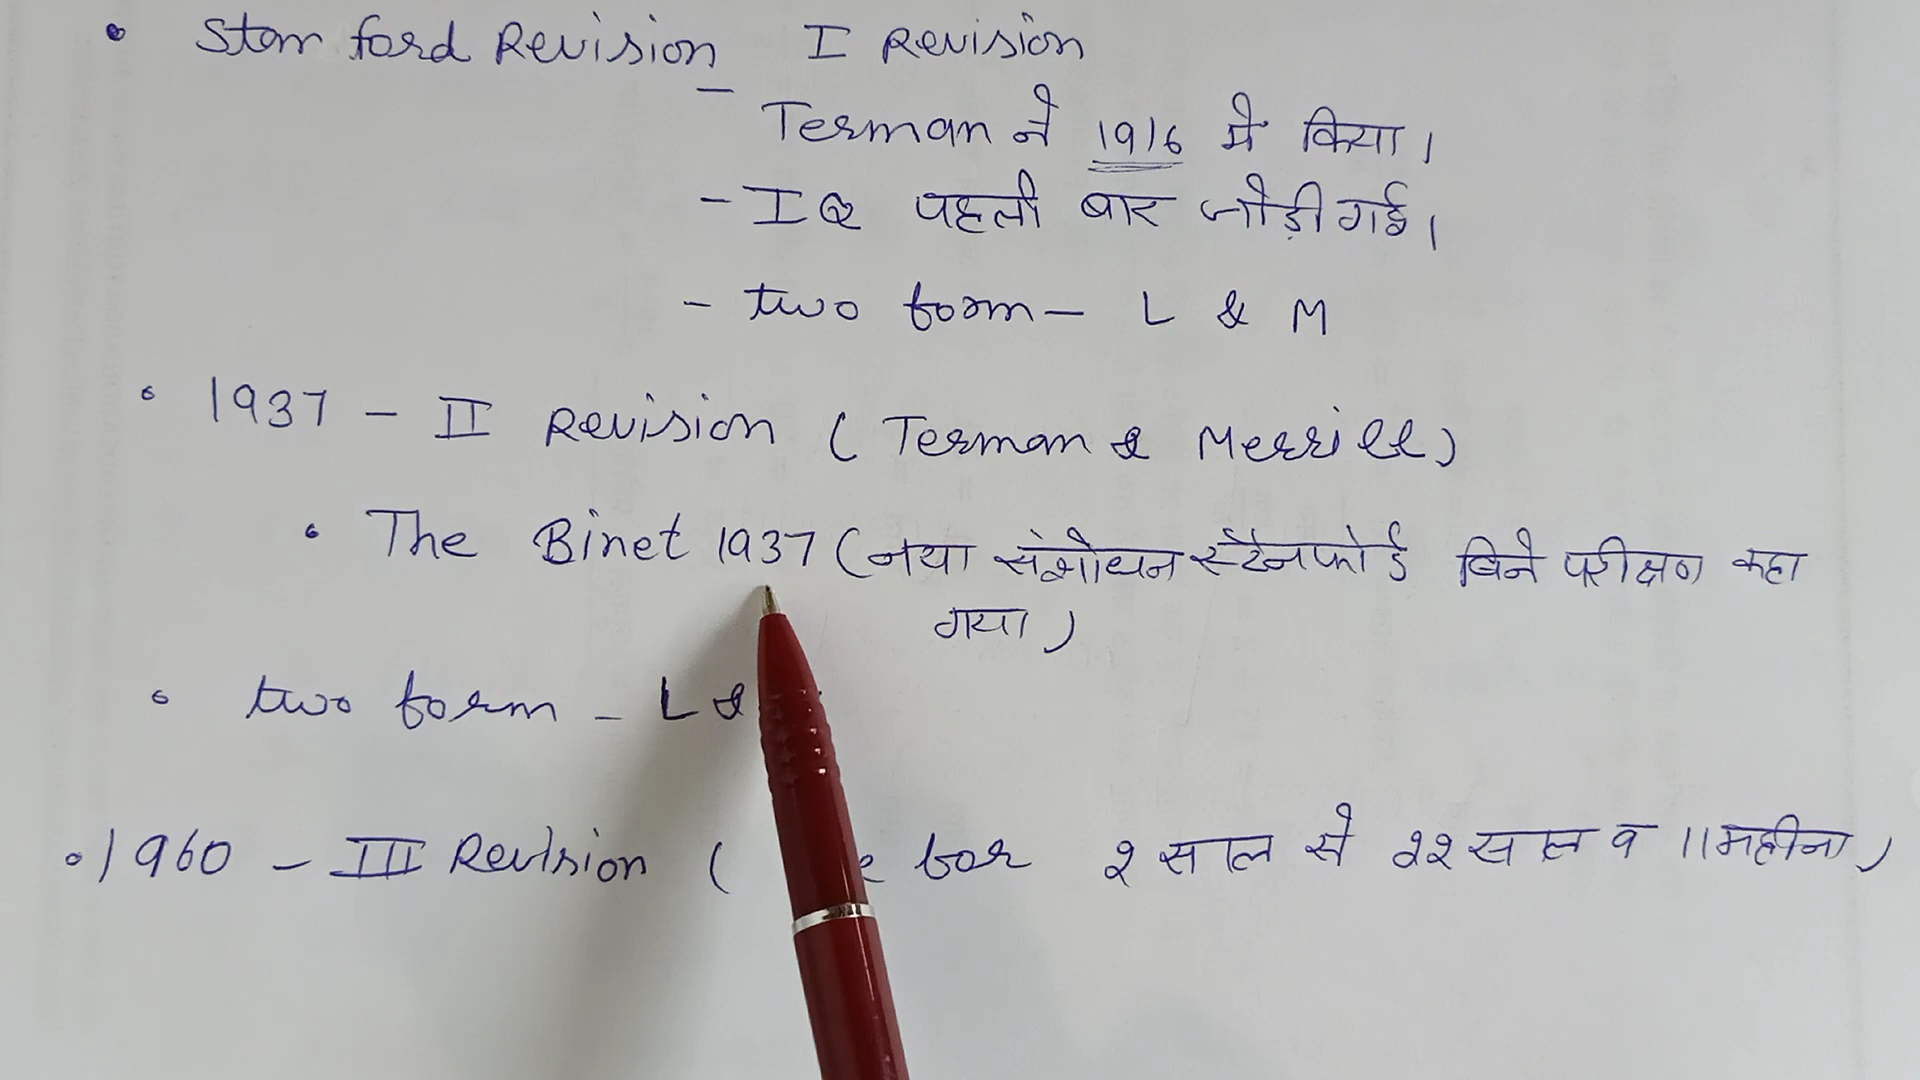 • Stanford Revision I Revision
- Terman ने 1916 में किया।
- IQ पहली बार जोड़ी गई।
- two form - L & M
• 1937 - II Revision (Terman & Merrill)
• The Binet 1937 (नया संशोधन स्टैनफोर्ड बिने परीक्षण कहा
गया)
• two form - L &
• 1960 - III Revision ( for 2 साल से 22 साल व 11 महीना)